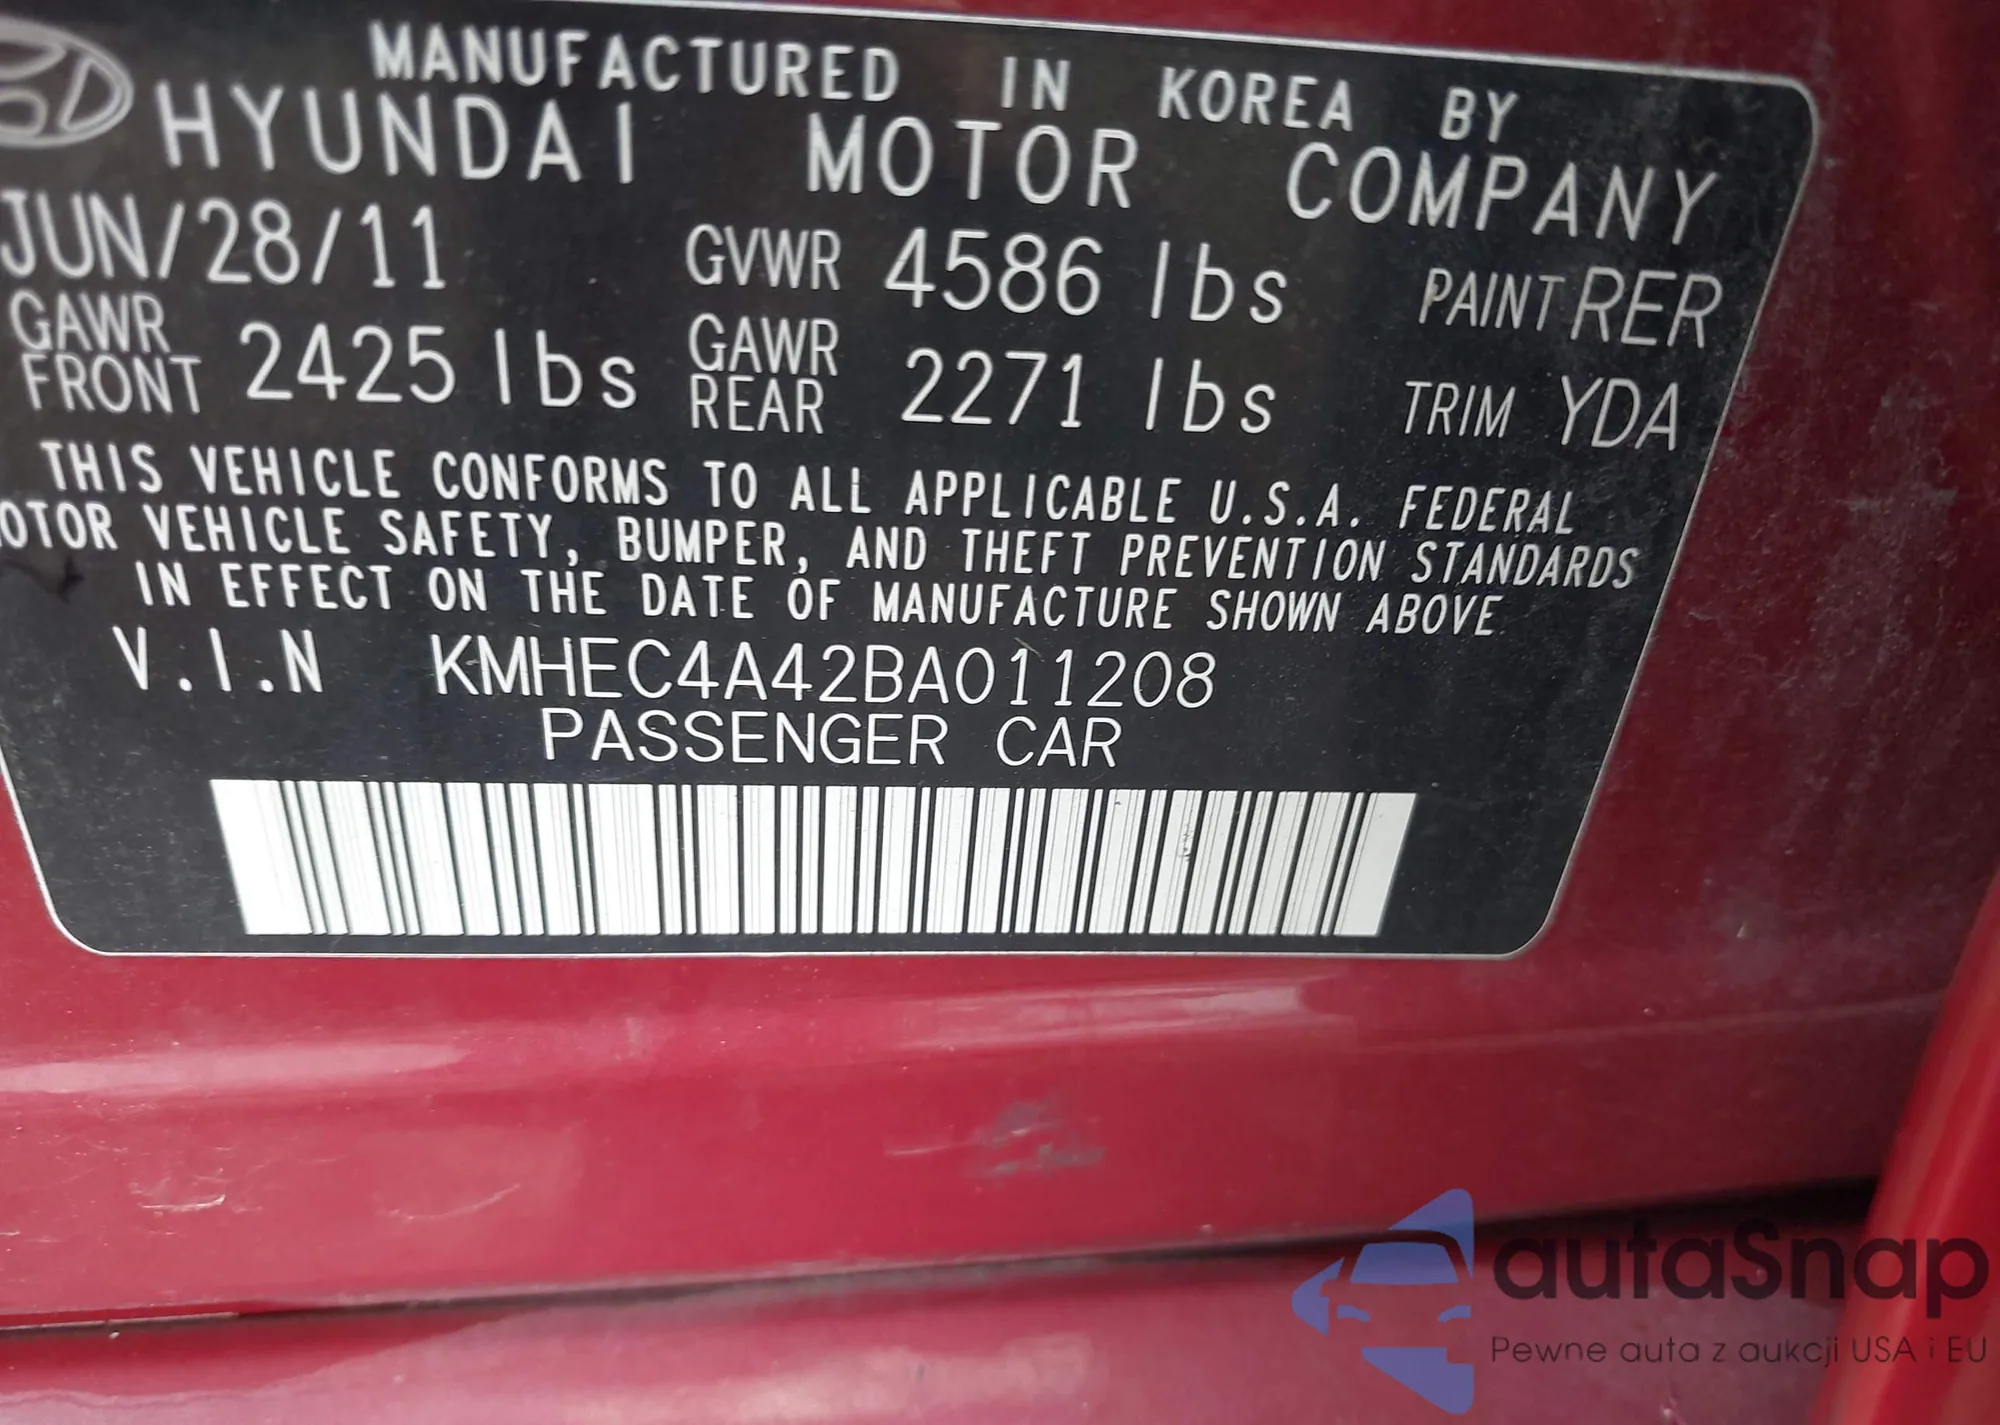 MANUFACTURED IN KOREA BY
HYUNDAI MOTOR COMPANY
JUN/28/11 GVWR 4586 lbs PAINT RER
GAWR FRONT 2425 lbs GAWR REAR 2271 lbs TRIM YDA
THIS VEHICLE CONFORMS TO ALL APPLICABLE U.S.A. FEDERAL
OTOR VEHICLE SAFETY, BUMPER, AND THEFT PREVENTION STANDARDS
IN EFFECT ON THE DATE OF MANUFACTURE SHOWN ABOVE
V.I.N KMHEC4A42BA011208
PASSENGER CAR
autaSnap
Pewne auta z aukcji USA i EU